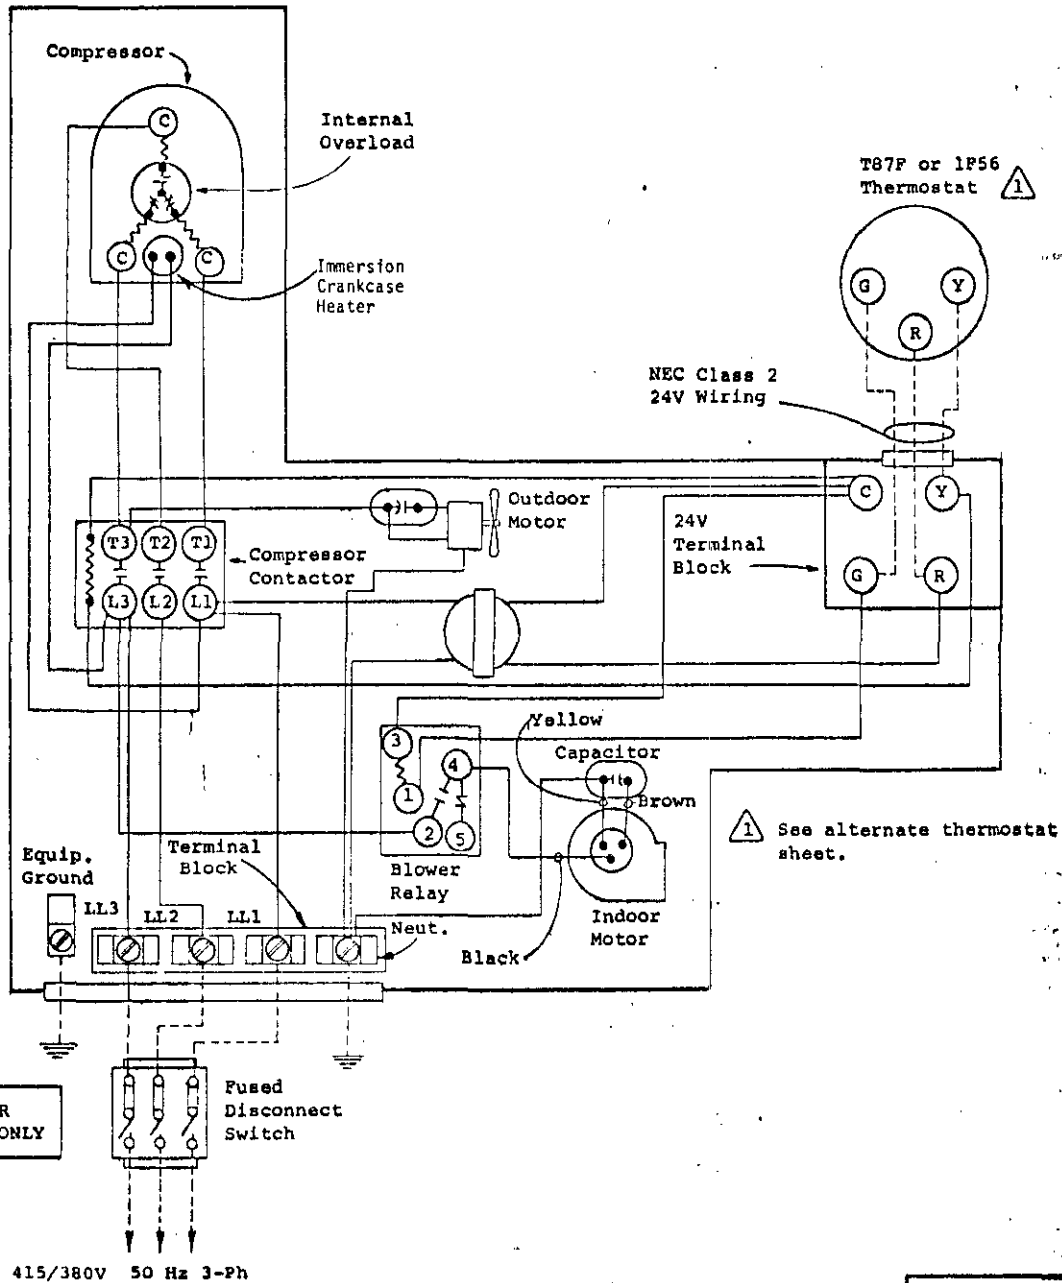 Compressor
C
Internal
Overload
T87F or 1F56
Thermostat 1
C
C
Immersion
Crankcase
Heater
G
Y
R
NEC Class 2
24V Wiring
Outdoor
Motor
C
Y
T3 T2 T1
Compressor
Contactor
24V
Terminal
Block
L3 L2 L1
G
R
Yellow
3
4
Capacitor
1
Brown
2
5
1 See alternate thermostat
sheet.
Equip.
Ground
Terminal
Block
Blower
Relay
LL3
LL2
LL1
Neut.
Indoor
Motor
Black
R
ONLY
Fused
Disconnect
Switch
415/380V 50 Hz 3-Ph